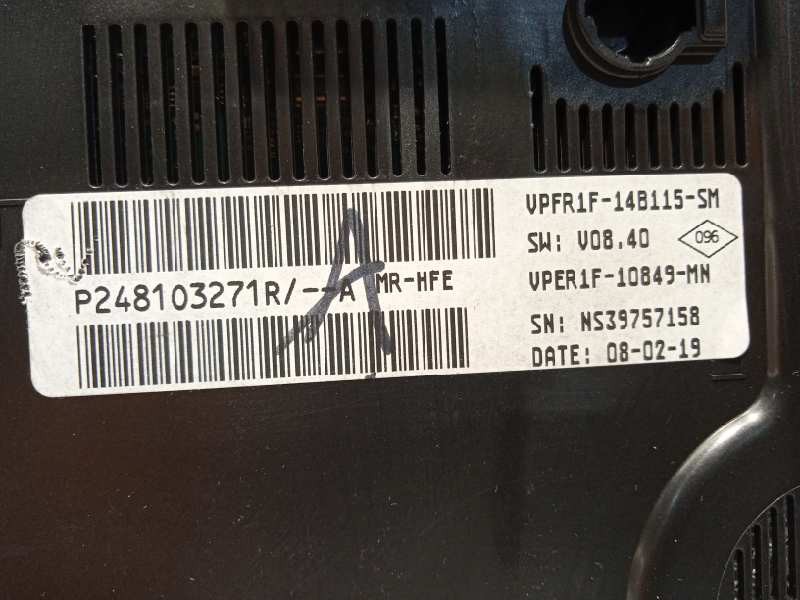 VPFR1F-14B115-SM
SW: V08.40
096
P248103271R/--A MR-HFE
VPER1F-10849-MN
SN: NS39757158
DATE: 08-02-19
A